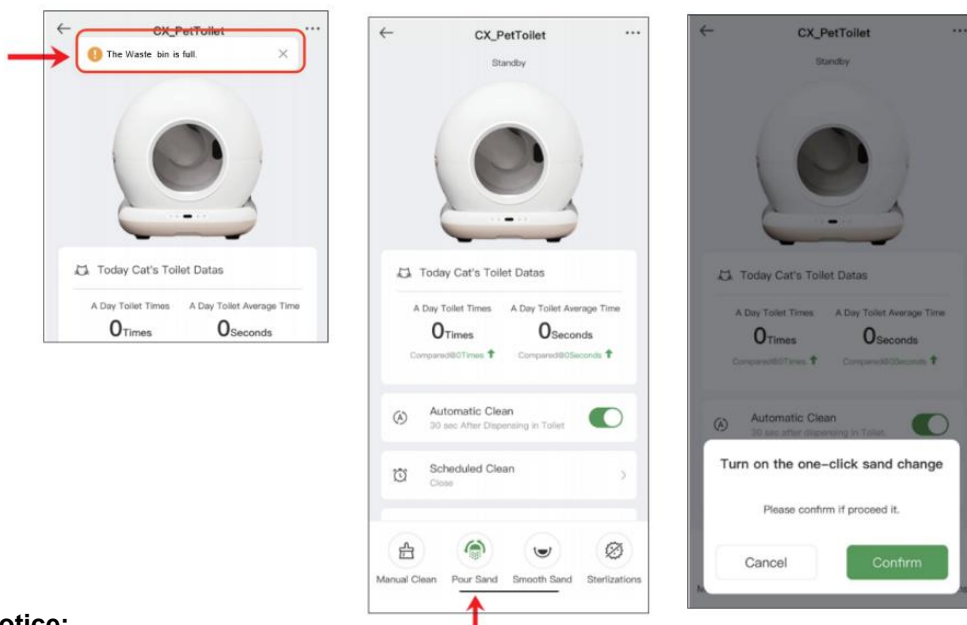 CX_PetToilet
The Waste bin is full.
Today Cat's Toilet Datas
A Day Toilet Times A Day Toilet Average Time
0Times 0Seconds
CX_PetToilet
Standby
Today Cat's Toilet Datas
A Day Toilet Times A Day Toilet Average Time
0Times 0Seconds
Compared@0Times ↑ Compared@0Seconds ↑
Automatic Clean
30 sec After Dispensing in Toilet
Scheduled Clean
Close
Manual Clean Pour Sand Smooth Sand Sterlizations
CX_PetToilet
Standby
Today Cat's Toilet Datas
A Day Toilet Times A Day Toilet Average Time
0Times 0Seconds
Compared@0Times ↑ Compared@0Seconds ↑
Automatic Clean
30 sec after dispensing in Toilet
Turn on the one-click sand change
Please confirm if proceed it.
Cancel Confirm
otice: